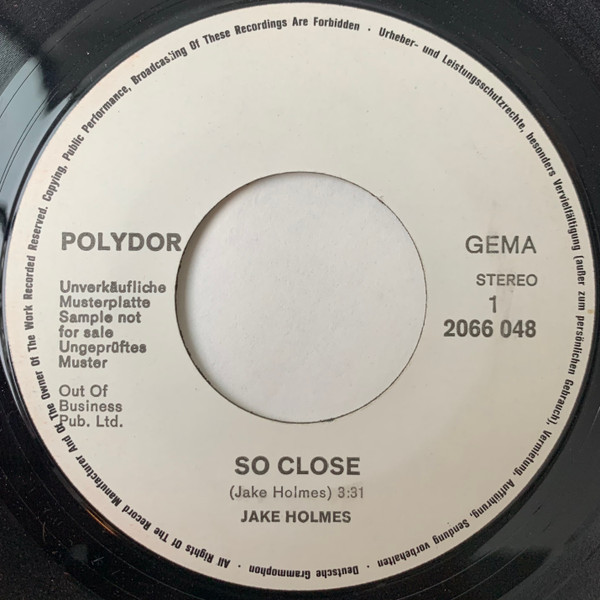 POLYDOR
Unverkäufliche
Musterplatte
Sample not
for sale
Ungeprüftes
Muster
Out Of
Business
Pub. Ltd.
GEMA
STEREO
1
2066 048
SO CLOSE
(Jake Holmes) 3:31
JAKE HOLMES
All Rights Of The Record Manufacturer And Of The Owner Of The Work Recorded Reserved. Copying, Public Performance, Broadcasting Of These Recordings Are Forbidden · Urheber- und Leistungsschutzrechte, besonders Vervielfältigung (außer zum persönlichen Gebrauch), Vermietung, Aufführung, Sendung vorbehalten · Deutsche Grammophon ·